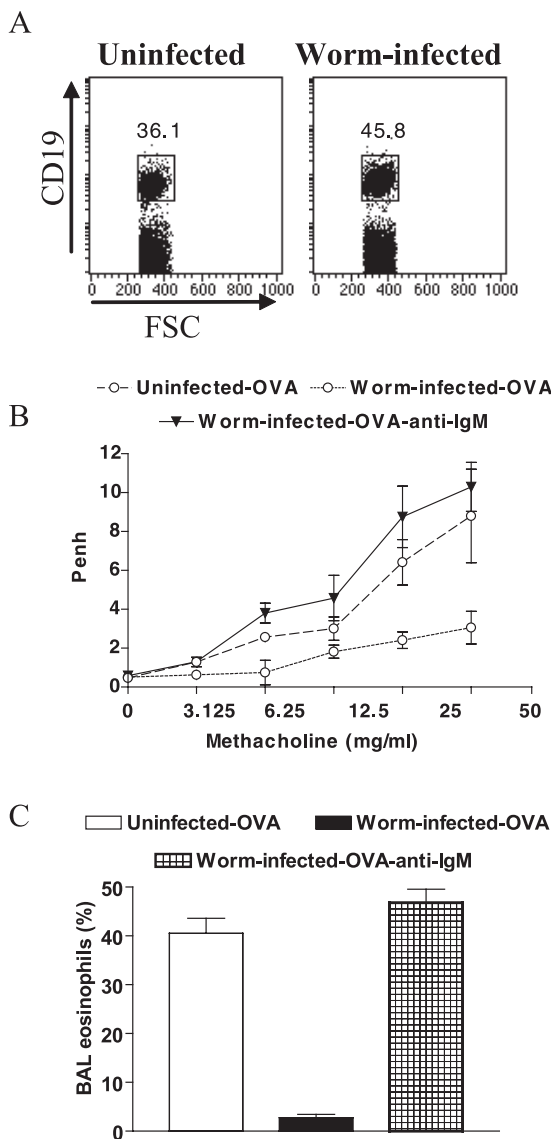 A
Uninfected Worm-infected
36.1 45.8
CD19
0 200 400 600 800 1000 0 200 400 600 800 1000
FSC
Uninfected-OVA Worm-infected-OVA
B
Worm-infected-OVA-anti-IgM
12
10
8
6
4
2
0
Penh
0 3.125 6.25 12.5 25 50
Methacholine (mg/ml)
C
Uninfected-OVA Worm-infected-OVA
Worm-infected-OVA-anti-IgM
50
40
30
20
10
0
BAL eosinophils (%)